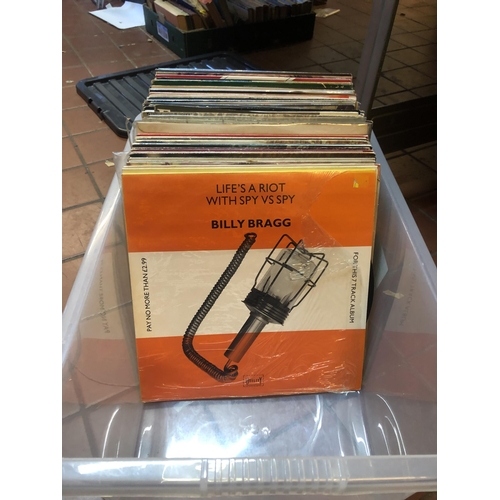 LIFE'S A RIOT
WITH SPY VS SPY
BILLY BRAGG
PAY NO MORE THAN £2.99
FOR THIS 7 TRACK ALBUM